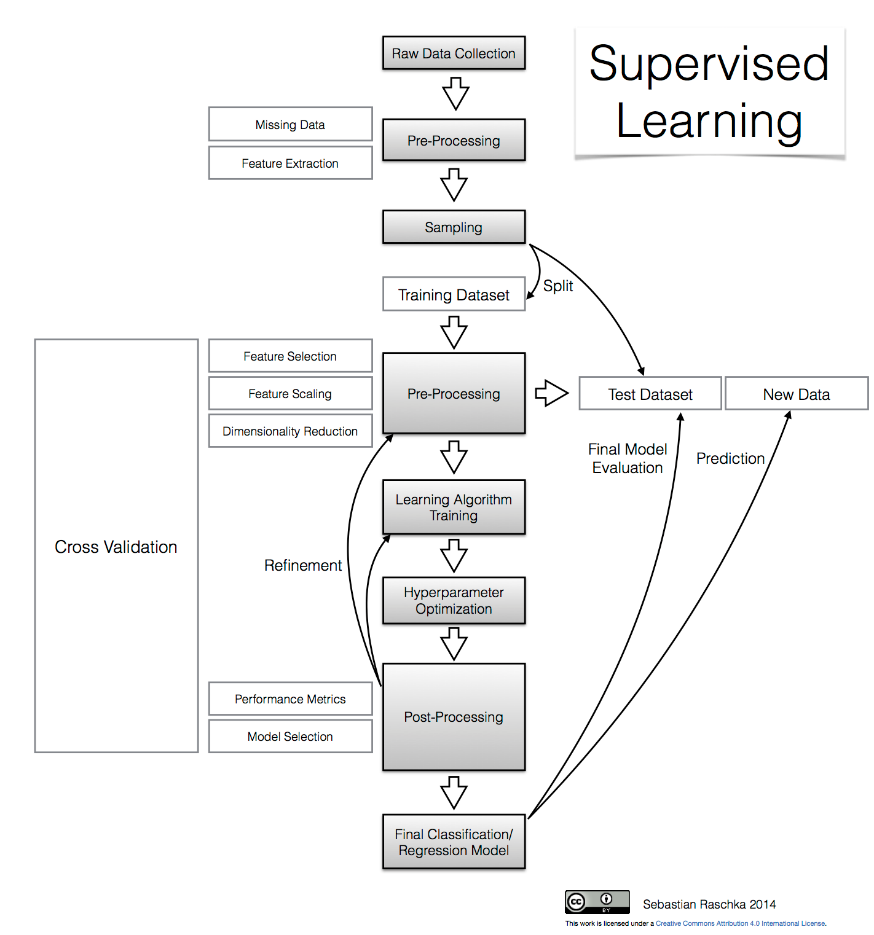 Supervised
Learning
Raw Data Collection
Missing Data
Feature Extraction
Pre-Processing
Sampling
Split
Training Dataset
Feature Selection
Feature Scaling
Dimensionality Reduction
Pre-Processing
Test Dataset
New Data
Final Model
Evaluation
Prediction
Learning Algorithm
Training
Cross Validation
Refinement
Hyperparameter
Optimization
Performance Metrics
Model Selection
Post-Processing
Final Classification/
Regression Model
cc
BY
Sebastian Raschka 2014
This work is licensed under a Creative Commons Attribution 4.0 International License.